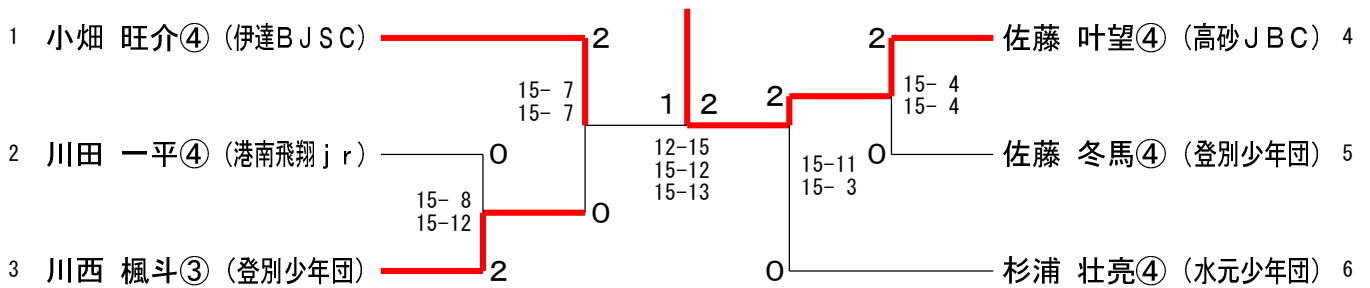 1 小畑 旺介④ (伊達BJSC)
2
15- 7
15- 7
2 川田 一平④ (港南飛翔jr)
0
15- 8
15-12
0
3 川西 楓斗③ (登別少年団)
2
1 2
12-15
15-12
15-13
2 佐藤 叶望④ (高砂JBC) 4
15- 4
15- 4
2
0 佐藤 冬馬④ (登別少年団) 5
15-11
15- 3
0 杉浦 壮亮④ (水元少年団) 6